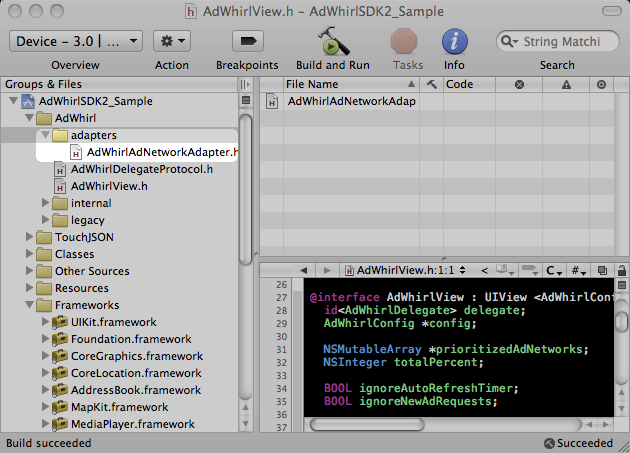 AdWhirlView.h - AdWhirlSDK2_Sample
Device - 3.0 | ...
String Matchi
Overview Action Breakpoints Build and Run Tasks Info Search
Groups & Files
AdWhirlSDK2_Sample
AdWhirl
adapters
AdWhirlAdNetworkAdapter.h
AdWhirlDelegateProtocol.h
AdWhirlView.h
internal
legacy
TouchJSON
Classes
Other Sources
Resources
Frameworks
UIKit.framework
Foundation.framework
CoreGraphics.framework
CoreLocation.framework
AddressBook.framework
MapKit.framework
MediaPlayer.framework
File Name Code
AdWhirlAdNetworkAdap
AdWhirlView.h:1:1 < C #
26
27 @interface AdWhirlView : UIView <AdWhirlConf
28 id<AdWhirlDelegate> delegate;
29 AdWhirlConfig *config;
30
31 NSMutableArray *prioritizedAdNetworks;
32 NSInteger totalPercent;
33
34 BOOL ignoreAutoRefreshTimer;
35 BOOL ignoreNewAdRequests;
36
37
Build succeeded
Succeeded